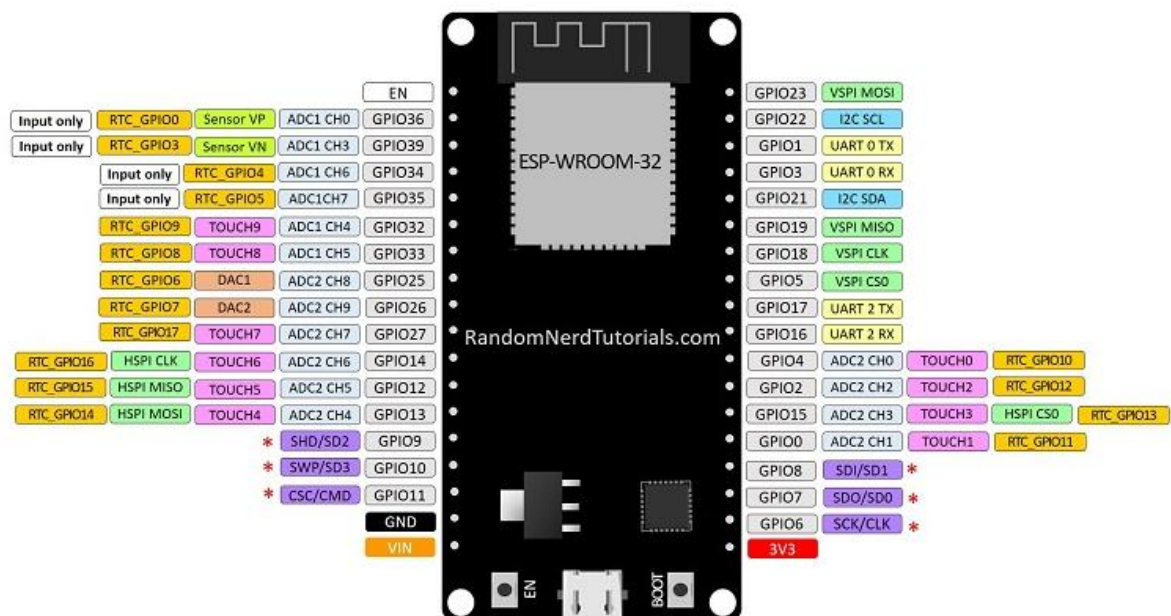 EN GPIO23 VSPI MOSI
Input only RTC_GPIO0 Sensor VP ADC1 CH0 GPIO36 GPIO22 I2C SCL
Input only RTC_GPIO3 Sensor VN ADC1 CH3 GPIO39 GPIO1 UART 0 TX
Input only RTC_GPIO4 ADC1 CH6 GPIO34 ESP-WROOM-32 GPIO3 UART 0 RX
Input only RTC_GPIO5 ADC1CH7 GPIO35 GPIO21 I2C SDA
RTC_GPIO9 TOUCH9 ADC1 CH4 GPIO32 GPIO19 VSPI MISO
RTC_GPIO8 TOUCH8 ADC1 CH5 GPIO33 GPIO18 VSPI CLK
RTC_GPIO6 DAC1 ADC2 CH8 GPIO25 GPIO5 VSPI CS0
RTC_GPIO7 DAC2 ADC2 CH9 GPIO26 GPIO17 UART 2 TX
RTC_GPIO17 TOUCH7 ADC2 CH7 GPIO27 RandomNerdTutorials.com GPIO16 UART 2 RX
RTC_GPIO16 HSPI CLK TOUCH6 ADC2 CH6 GPIO14 GPIO4 ADC2 CH0 TOUCH0 RTC_GPIO10
RTC_GPIO15 HSPI MISO TOUCH5 ADC2 CH5 GPIO12 GPIO2 ADC2 CH2 TOUCH2 RTC_GPIO12
RTC_GPIO14 HSPI MOSI TOUCH4 ADC2 CH4 GPIO13 GPIO15 ADC2 CH3 TOUCH3 HSPI CS0 RTC_GPIO13
* SHD/SD2 GPIO9 GPIO0 ADC2 CH1 TOUCH1 RTC_GPIO11
* SWP/SD3 GPIO10 GPIO8 SDI/SD1 *
* CSC/CMD GPIO11 GPIO7 SDO/SD0 *
GND GPIO6 SCK/CLK *
VIN 3V3
EN BOOT